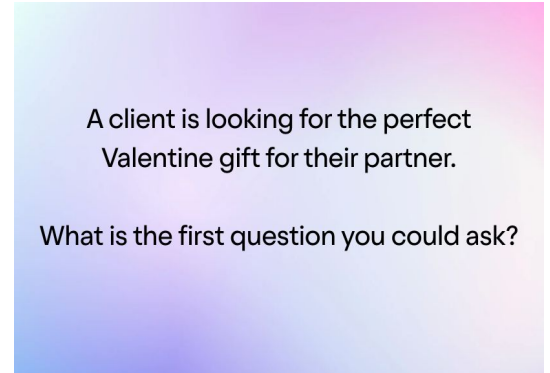 A client is looking for the perfect
Valentine gift for their partner.
What is the first question you could ask?